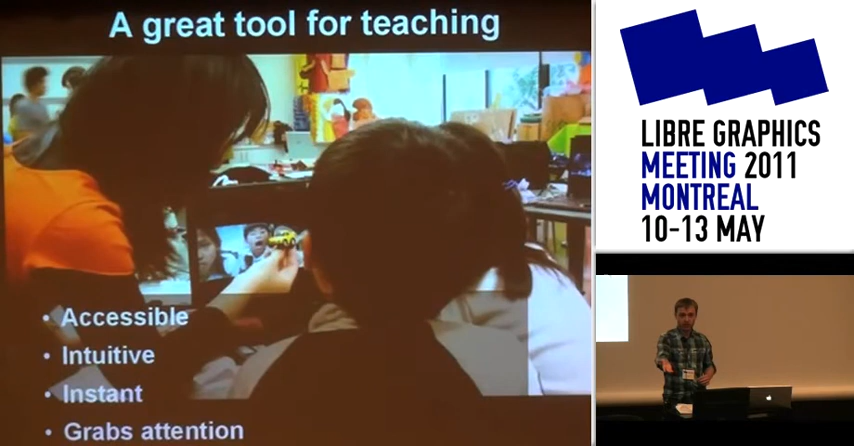 A great tool for teaching
• Accessible
• Intuitive
• Instant
• Grabs attention
LIBRE GRAPHICS
MEETING 2011
MONTREAL
10-13 MAY